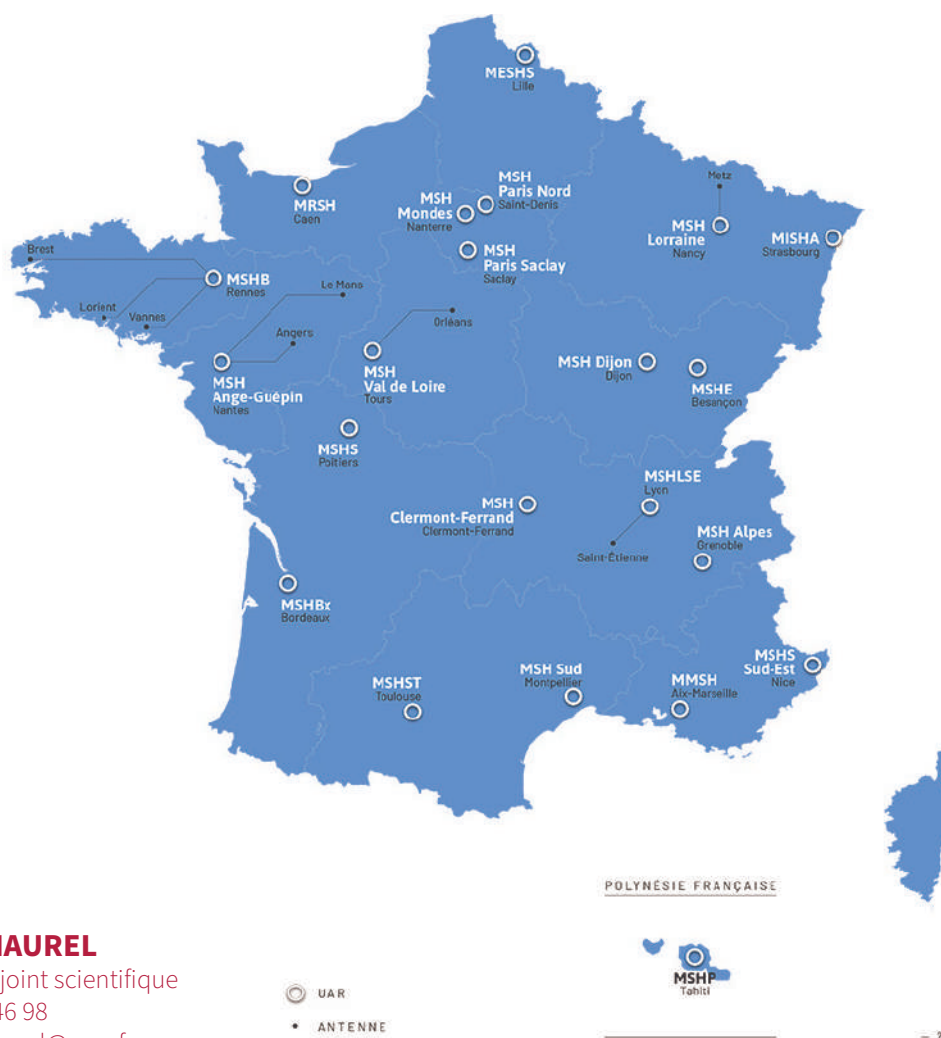 MESHS
Lille
MRSH
Caen
MSH
Mondes
Nanterre
MSH
Paris Nord
Saint-Denis
MSH
Paris Saclay
Saclay
Metz
MSH
Lorraine
Nancy
MISHA
Strasbourg
Brest
MSHB
Rennes
Lorient
Vannes
Le Mans
Angers
Orléans
MSH
Ange-Guépin
Nantes
MSH
Val de Loire
Tours
MSH Dijon
Dijon
MSHE
Besançon
MSHS
Poitiers
MSH
Clermont-Ferrand
Clermont-Ferrand
MSHLSE
Lyon
Saint-Étienne
MSH Alpes
Grenoble
MSHBx
Bordeaux
MSHST
Toulouse
MSH Sud
Montpellier
MMSH
Aix-Marseille
MSHS
Sud-Est
Nice
POLYNÉSIE FRANÇAISE
MSHP
Tahiti
AUREL
joint scientifique
46 98
UAR
ANTENNE